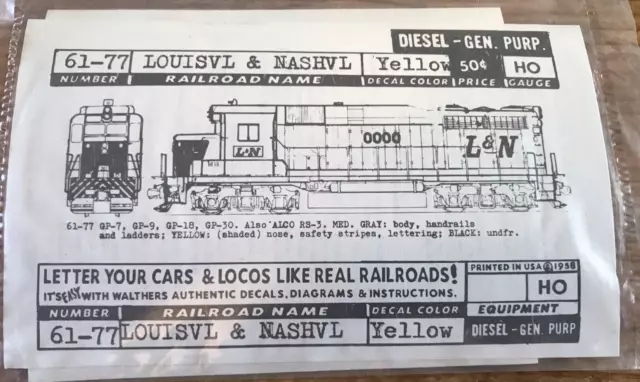 DIESEL - GEN. PURP.
61-77 LOUISVL & NASHVL Yellow 50¢ HO
NUMBER RAILROAD NAME DECAL COLOR PRICE GAUGE
0000
L&N
L&N
61-77 GP-7, GP-9, GP-18, GP-30. Also ALCO RS-3. MED. GRAY: body, handrails
and ladders; YELLOW: (shaded) nose, safety stripes, lettering; BLACK: undfr.
LETTER YOUR CARS & LOCOS LIKE REAL RAILROADS!
IT'S EASY WITH WALTHERS AUTHENTIC DECALS, DIAGRAMS & INSTRUCTIONS.
PRINTED IN USA © 1958
HO
NUMBER RAILROAD NAME DECAL COLOR EQUIPMENT
61-77 LOUISVL & NASHVL Yellow DIESEL - GEN. PURP